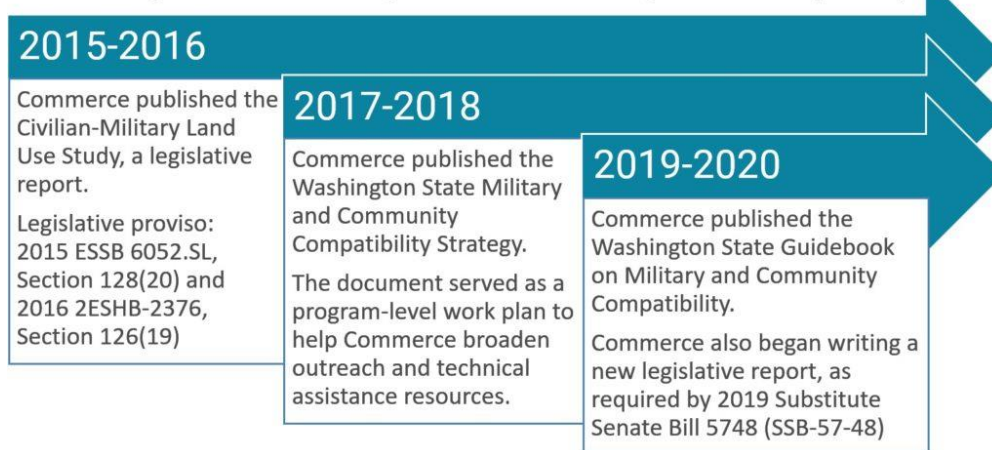 2015-2016
Commerce published the
Civilian-Military Land
Use Study, a legislative
report.
Legislative proviso:
2015 ESSB 6052.SL,
Section 128(20) and
2016 2ESHB-2376,
Section 126(19)
2017-2018
Commerce published the
Washington State Military
and Community
Compatibility Strategy.
The document served as a
program-level work plan to
help Commerce broaden
outreach and technical
assistance resources.
2019-2020
Commerce published the
Washington State Guidebook
on Military and Community
Compatibility.
Commerce also began writing a
new legislative report, as
required by 2019 Substitute
Senate Bill 5748 (SSB-57-48)